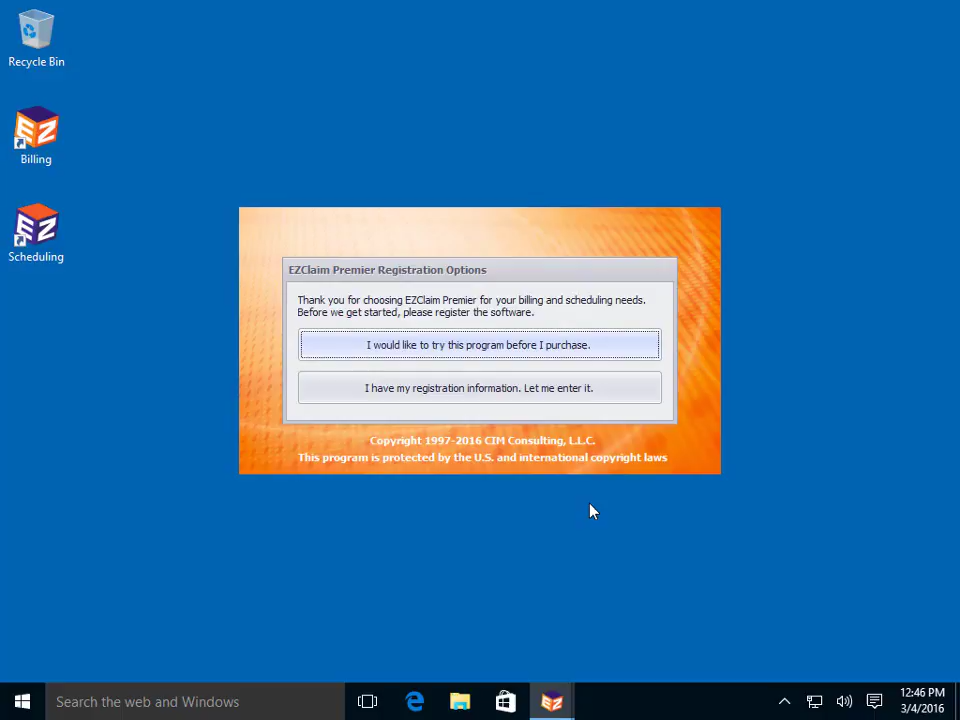 Recycle Bin
EZ
Billing
EZ
Scheduling
EZClaim Premier Registration Options
Thank you for choosing EZClaim Premier for your billing and scheduling needs.
Before we get started, please register the software.
I would like to try this program before I purchase.
I have my registration information. Let me enter it.
Copyright 1997-2016 CIM Consulting, L.L.C.
This program is protected by the U.S. and international copyright laws
Search the web and Windows
EZ
12:46 PM
3/4/2016